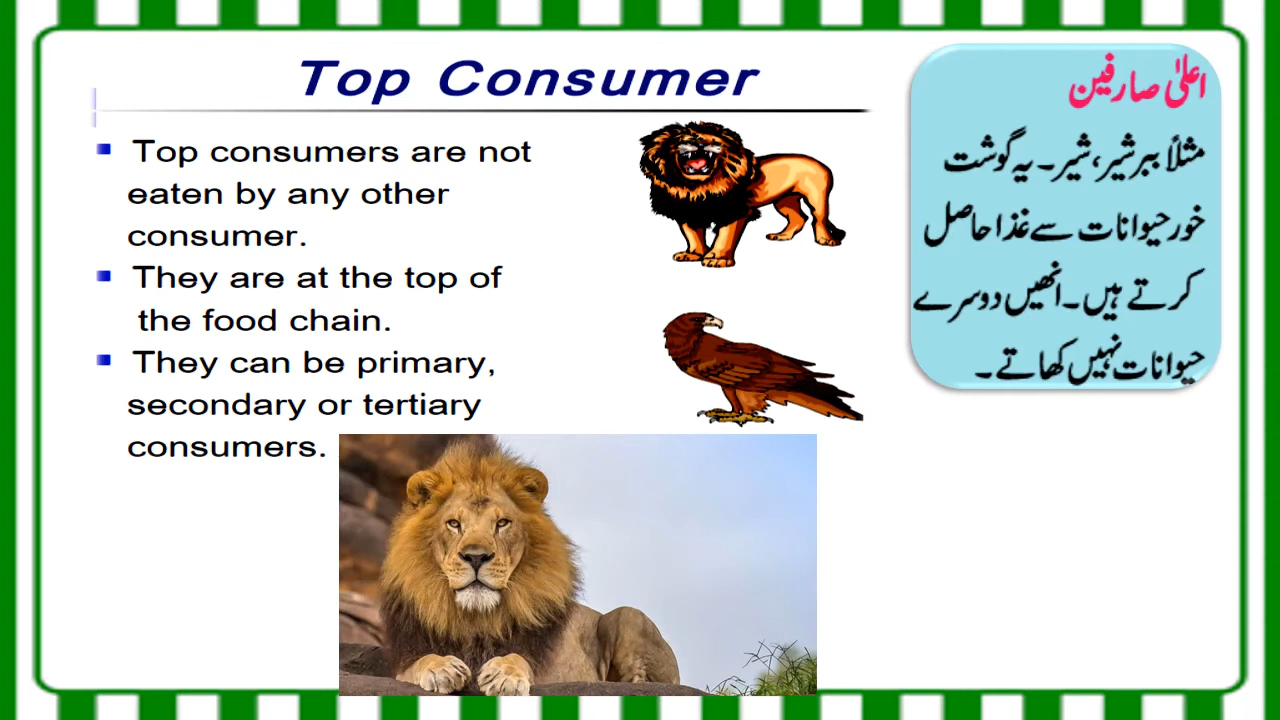 Top Consumer
Top consumers are not
eaten by any other
consumer.
They are at the top of
the food chain.
They can be primary,
secondary or tertiary
consumers.
اعلیٰ صارفین
مثلاً ببر شیر، شیر۔ یہ گوشت
خور حیوانات سے غذا حاصل
کرتے ہیں۔ انھیں دوسرے
حیوانات نہیں کھاتے۔